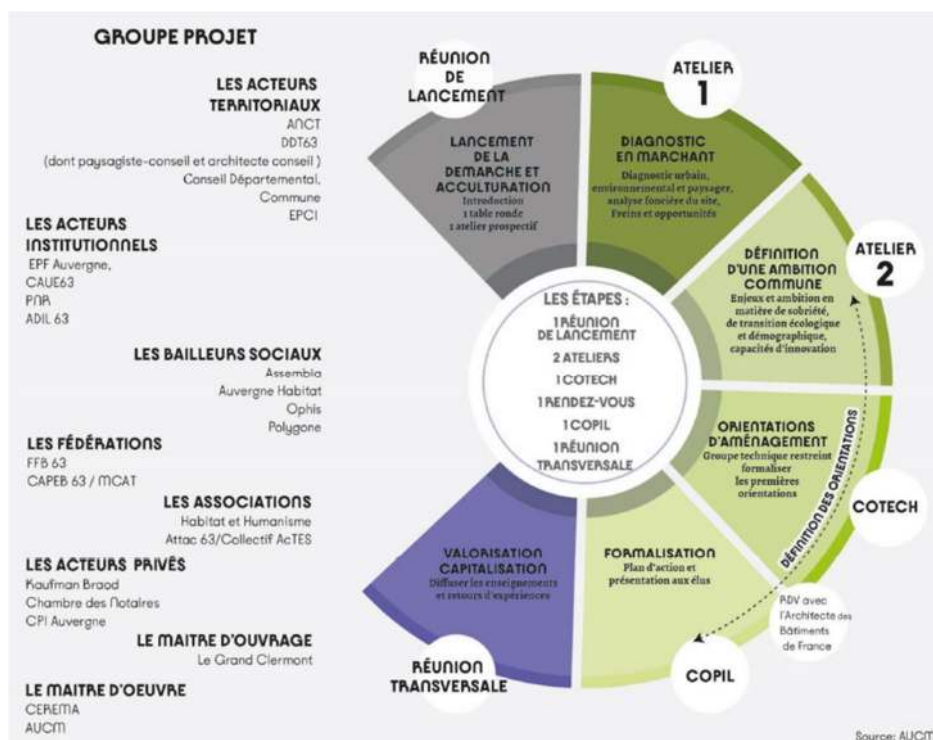 GROUPE PROJET
LES ACTEURS
TERRITORIAUX
ANCT
DDT63
(dont paysagiste-conseil et architecte conseil )
Conseil Départemental,
Commune
EPCI
LES ACTEURS
INSTITUTIONNELS
EPF Auvergne,
CAUE63
PNR
ADIL 63
LES BAILLEURS SOCIAUX
Assemblia
Auvergne Habitat
Ophis
Polygone
LES FÉDÉRATIONS
FFB 63
CAPEB 63 / MCAT
LES ASSOCIATIONS
Habitat et Humanisme
Attac 63/Collectif AcTES
LES ACTEURS PRIVÊS
Kaufman Braod
Chambre des Notaires
CPI Auvergne
LE MAITRE D'OUVRAGE
Le Grand Clermont
LE MAITRE D'OEUVRE
CEREMA
AUCM
RÉUNION
DE
LANCEMENT
LANCEMENT
DE LA
DEMARCHE ET
ACCULTURATION
Introduction
1 table ronde
1 atelier prospectif
ATELIER
1
DIAGNOSTIC
EN MARCHANT
Diagnostic urbain,
environnemental et paysager,
analyse foncière du site,
Freins et opportunités
ATELIER
2
DÉFINITION
D'UNE AMBITION
COMMUNE
Enjeux et ambition en
matière de sobriété,
de transition écologique
et démographique,
capacités d'innovation
LES ÉTAPES :
1 RÉUNION
DE LANCEMENT
2 ATELIERS
1 COTECH
1 RENDEZ-VOUS
1 COPIL
1 RÉUNION
TRANSVERSALE
ORIENTATIONS
D'AMÉNAGEMENT
Groupe technique restreint
formaliser
les premières
orientations
DÉFINITION DES ORIENTATIONS
COTECH
RDV avec
l'Architecte des
Bâtiments
de France
FORMALISATION
Plan d'action et
présentation aux élus
COPIL
VALORISATION
CAPITALISATION
Diffuser les enseignements
et retours d'expériences
RÉUNION
TRANSVERSALE
Source: AUCM